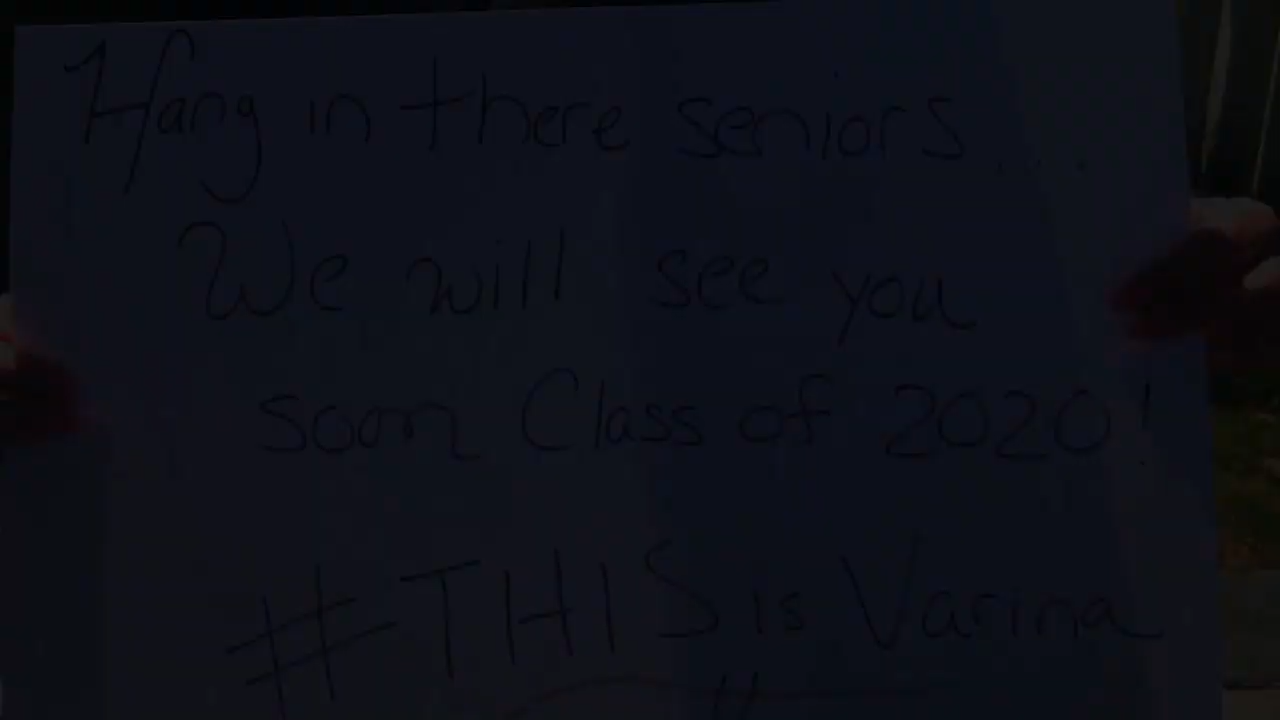 Hang in there seniors....
We will see you
soon Class of 2020!
#THIS is Varina